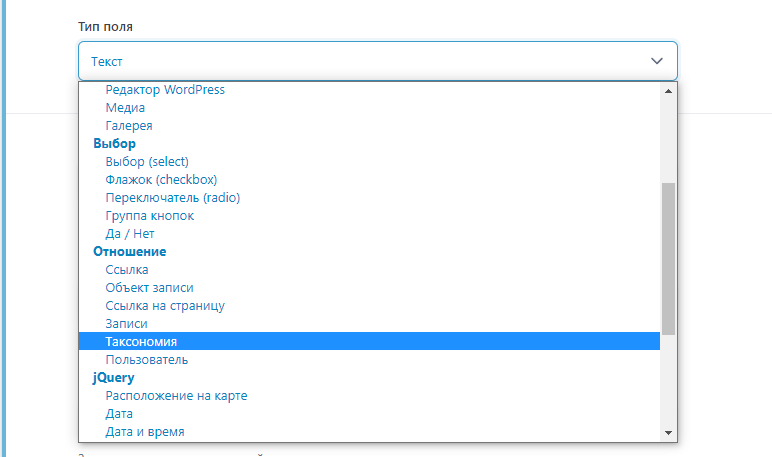 Тип поля
Текст
Редактор WordPress
Медиа
Галерея
Выбор
Выбор (select)
Флажок (checkbox)
Переключатель (radio)
Группа кнопок
Да / Нет
Отношение
Ссылка
Объект записи
Ссылка на страницу
Записи
Таксономия
Пользователь
jQuery
Расположение на карте
Дата
Дата и время